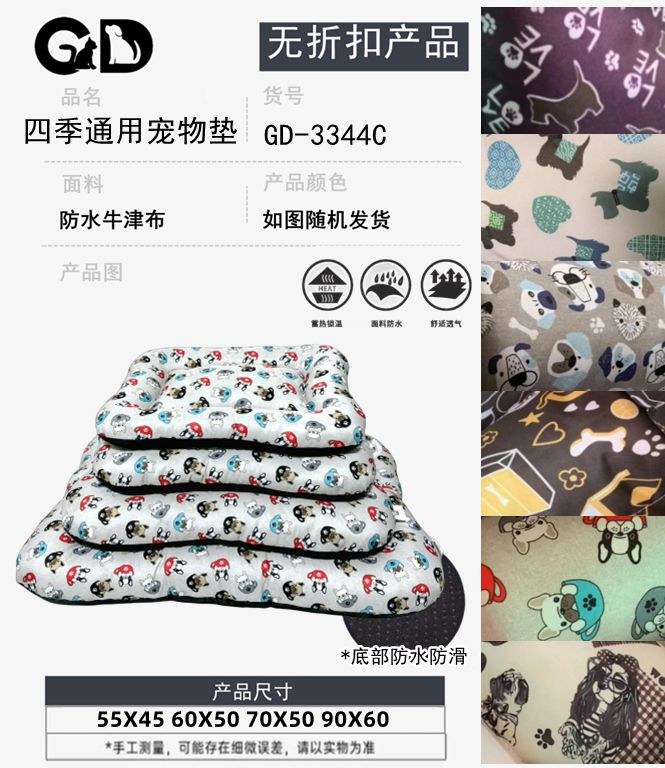 GD
无折扣产品
品名
货号
四季通用宠物垫
GD-3344C
面料
产品颜色
防水牛津布
如图随机发货
产品图
HEAT
蓄热锁温
面料防水
舒适透气
*底部防水防滑
产品尺寸
55X45 60X50 70X50 90X60
*手工测量，可能存在细微误差，请以实物为准
LOVE